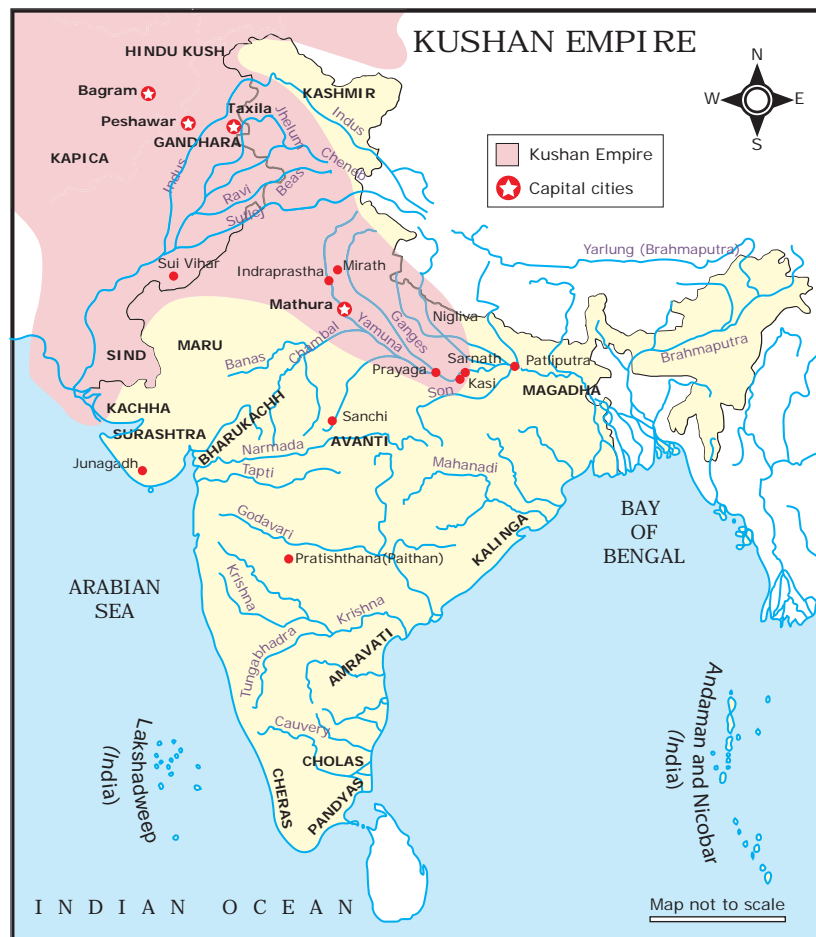 KUSHAN EMPIRE
HINDU KUSH
N
W
E
S
Bagram
KASHMIR
Taxila
Peshawar
Jhelum
Indus
GANDHARA
Kushan Empire
Capital cities
KAPICA
Indus
Cheneb
Beas
Ravi
Sutlej
Yarlung (Brahmaputra)
Sui Vihar
Mirath
Indraprastha
Mathura
Nigliva
Yamuna
Ganges
Chambal
MARU
SIND
Banas
Brahmaputra
Sarnath
Patliputra
Prayaga
Kasi
Son
MAGADHA
KACHHA
Sanchi
SURASHTRA
BHARUKACHH
AVANTI
Narmada
Junagadh
Tapti
Mahanadi
Godavari
KALINGA
BAY
OF
BENGAL
Pratishthana(Paithan)
ARABIAN
SEA
Krishna
Krishna
Tungabhadra
AMRAVATI
Andaman and Nicobar
(India)
Lakshadweep
(India)
Cauvery
CHOLAS
CHERAS
PANDYAS
INDIAN OCEAN
Map not to scale